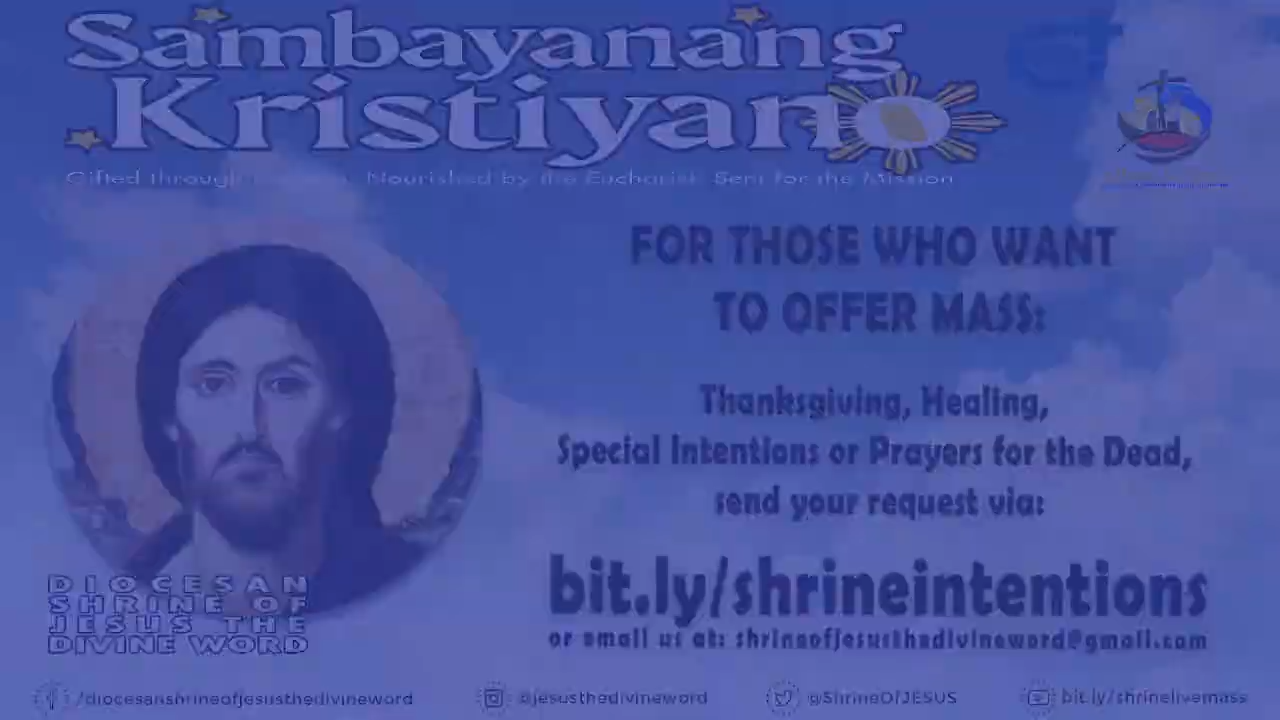 Sambayanang
Kristiyano
Gifted through Nourished by the Eucharist. Sent for the Mission
FOR THOSE WHO WANT
TO OFFER MASS:
Thanksgiving, Healing,
Special Intentions or Prayers for the Dead,
send your request via:
bit.ly/shrineintentions
or email us at: shrineofjesusthedivineword@gmail.com
DIOCESAN
SHRINE OF
JESUS THE
DIVINE WORD
/diocesanshrineofjesusthedivineword
@jesusthedivineword
@ShrineOfJESUS
bit.ly/shrinelivemass